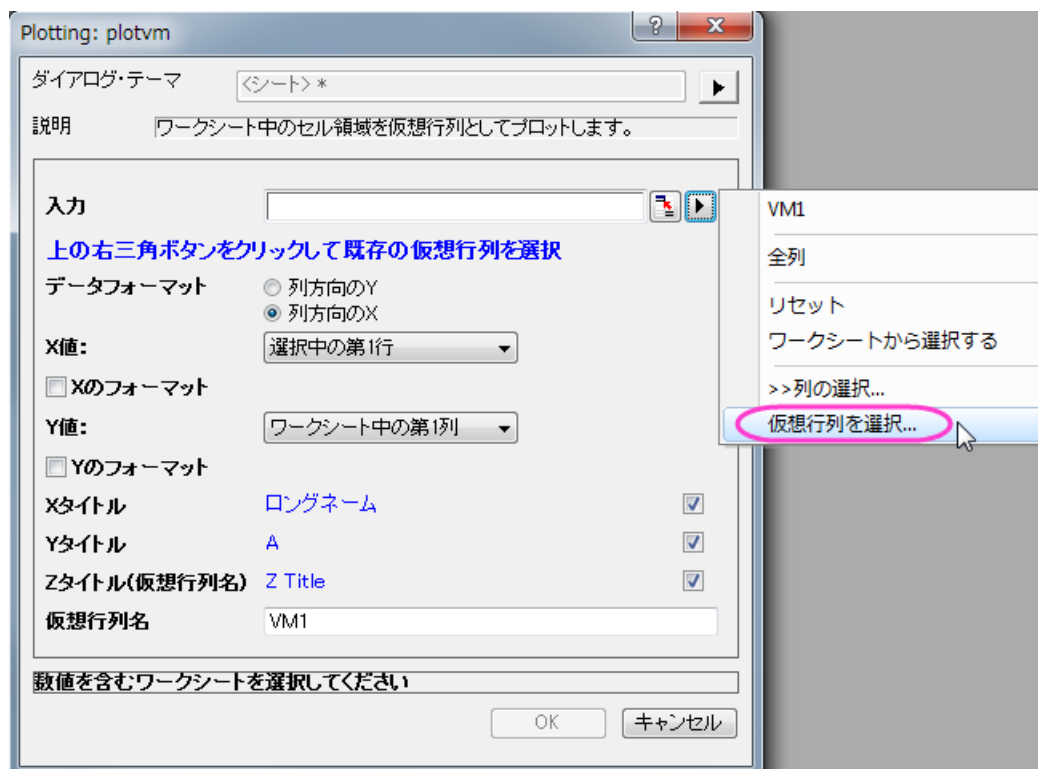 Plotting: plotvm
ダイアログ・テーマ <シート> *
説明 ワークシート中のセル領域を仮想行列としてプロットします。
入力
上の右三角ボタンをクリックして既存の仮想行列を選択
データフォーマット 列方向のY
列方向のX
X値: 選択中の第1行
Xのフォーマット
Y値: ワークシート中の第1列
Yのフォーマット
Xタイトル ロングネーム
Yタイトル A
Zタイトル(仮想行列名) Z Title
仮想行列名 VM1
数値を含むワークシートを選択してください
OK キャンセル
VM1
全列
リセット
ワークシートから選択する
>>列の選択...
仮想行列を選択...